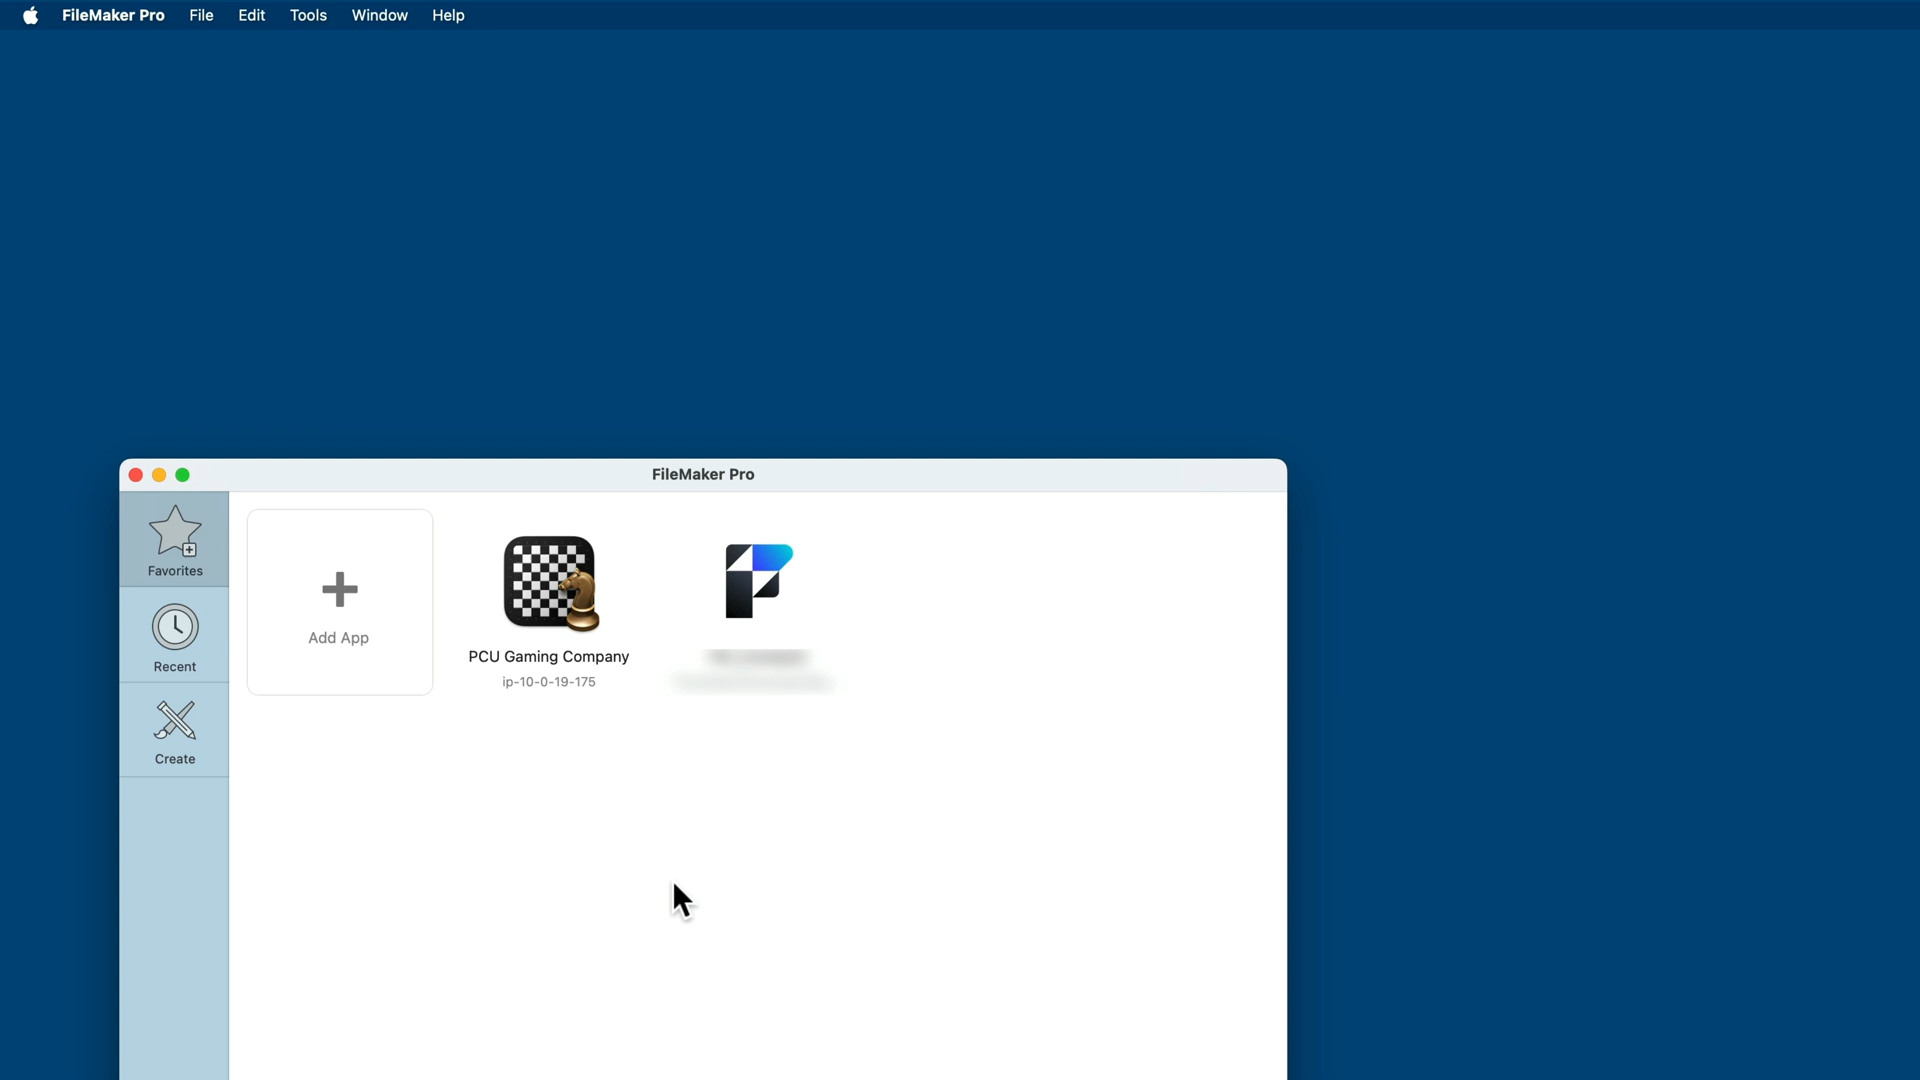 FileMaker Pro File Edit Tools Window Help
FileMaker Pro
Favorites
Recent
Create
Add App
PCU Gaming Company
ip-10-0-19-175